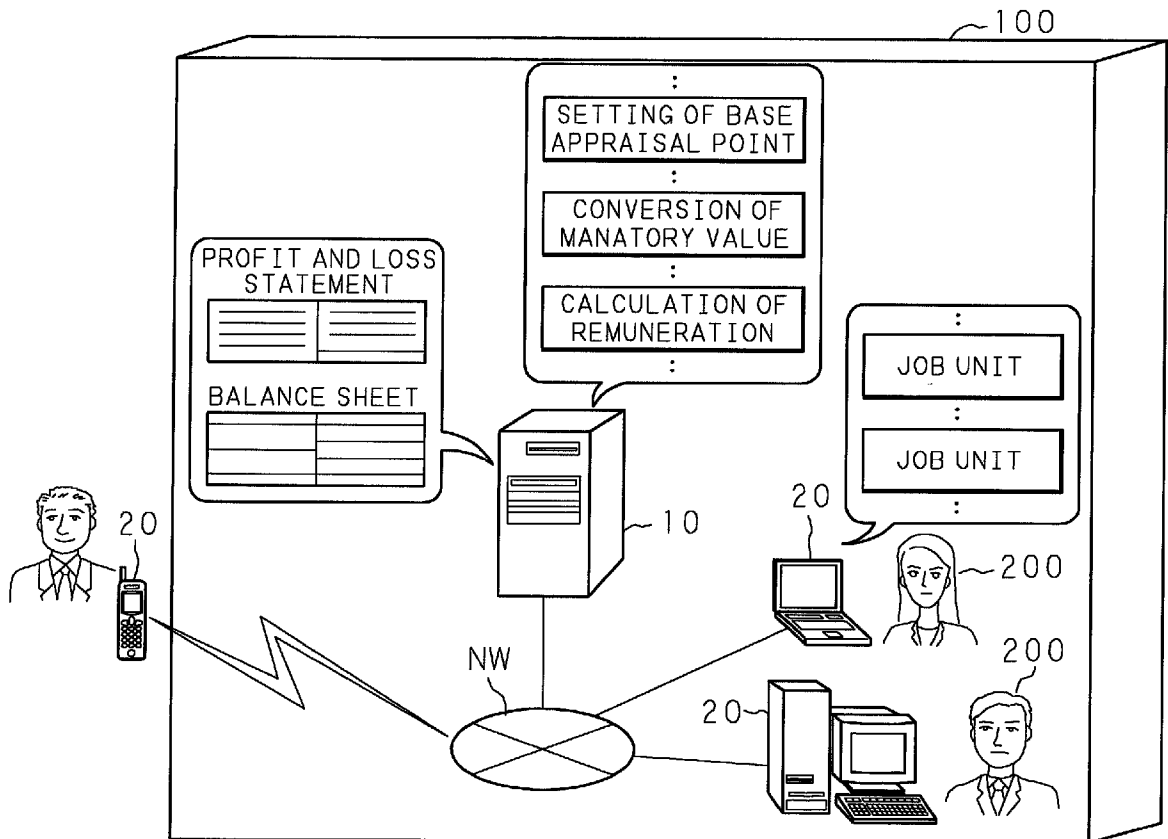 100
:
SETTING OF BASE
APPRAISAL POINT
:
CONVERSION OF
MANATORY VALUE
:
CALCULATION OF
REMUNERATION
:
PROFIT AND LOSS
STATEMENT
BALANCE SHEET
:
JOB UNIT
:
JOB UNIT
:
20
10
20
200
NW
200
20